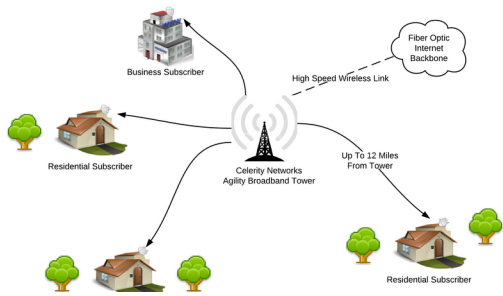 Fiber Optic
Internet
Backbone
High Speed Wireless Link
Business Subscriber
Residential Subscriber
Celerity Networks
Agility Broadband Tower
Up To 12 Miles
From Tower
Residential Subscriber